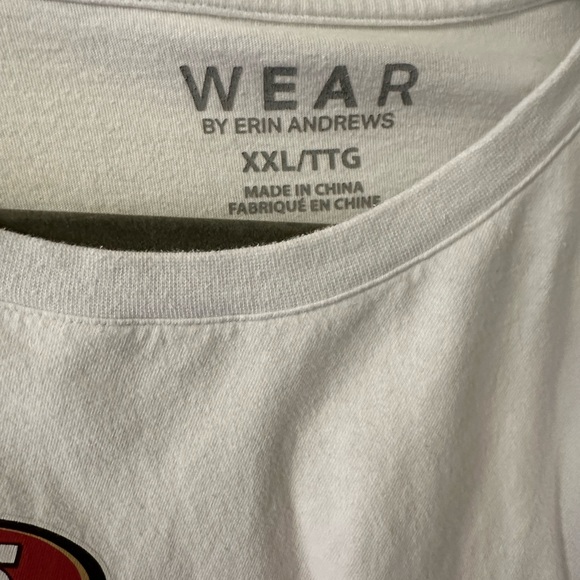 WEAR
BY ERIN ANDREWS
XXL/TTG
MADE IN CHINA
FABRIQUÉ EN CHINE